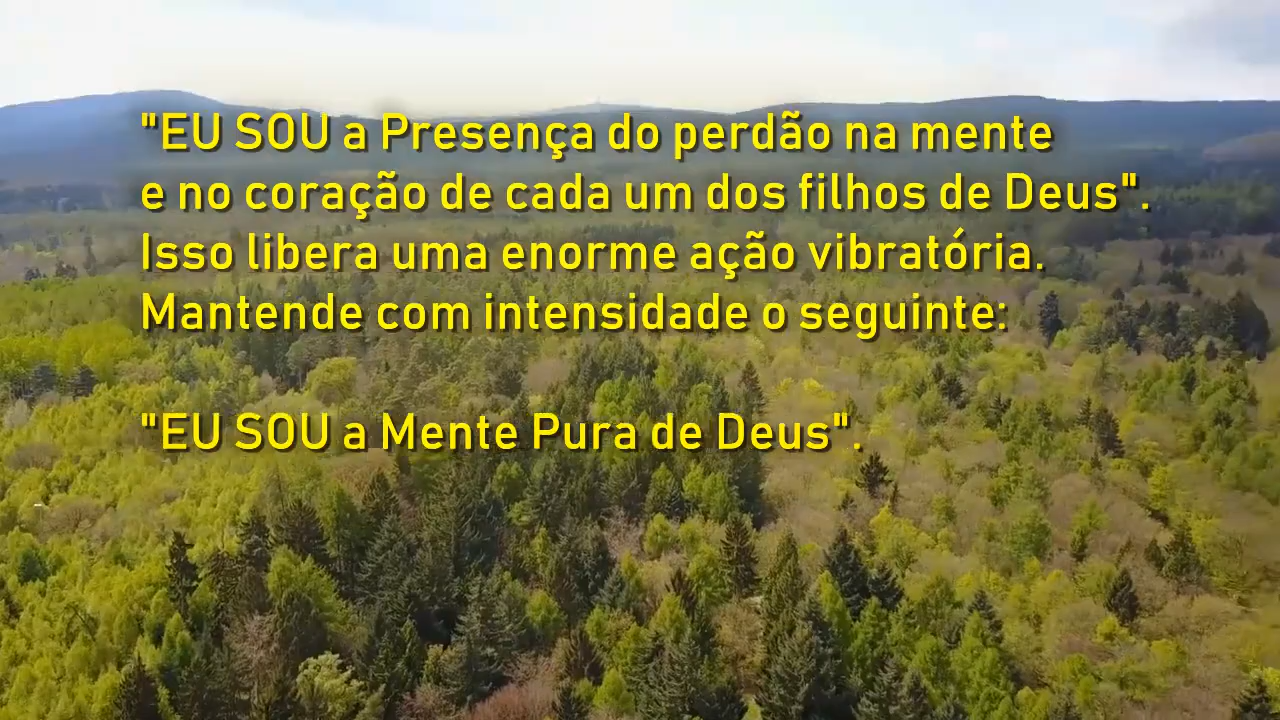 "EU SOU a Presença do perdão na mente
e no coração de cada um dos filhos de Deus".
Isso libera uma enorme ação vibratória.
Mantende com intensidade o seguinte:
"EU SOU a Mente Pura de Deus".